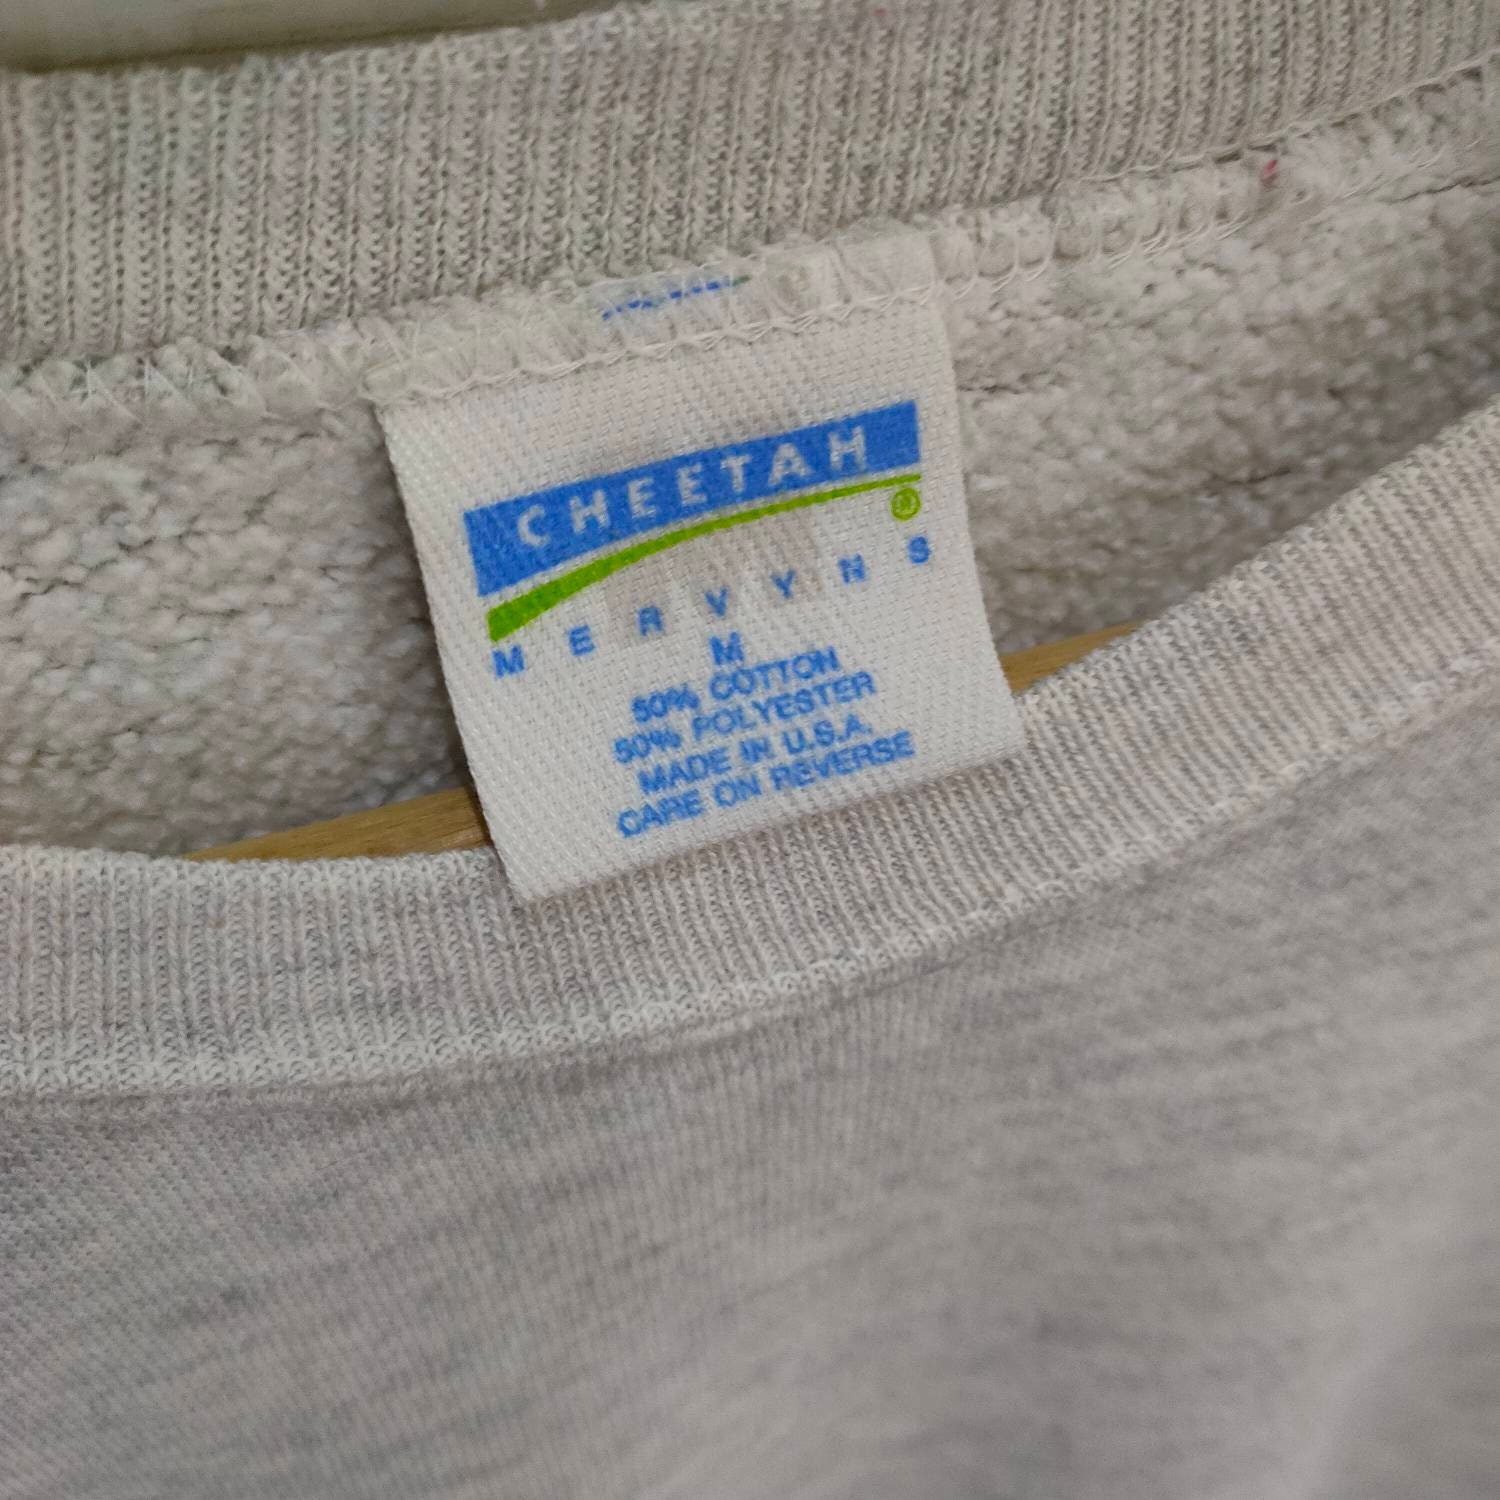 CHEETAH
®
MERVYNS
M
50% COTTON
50% POLYESTER
MADE IN U.S.A.
CARE ON REVERSE